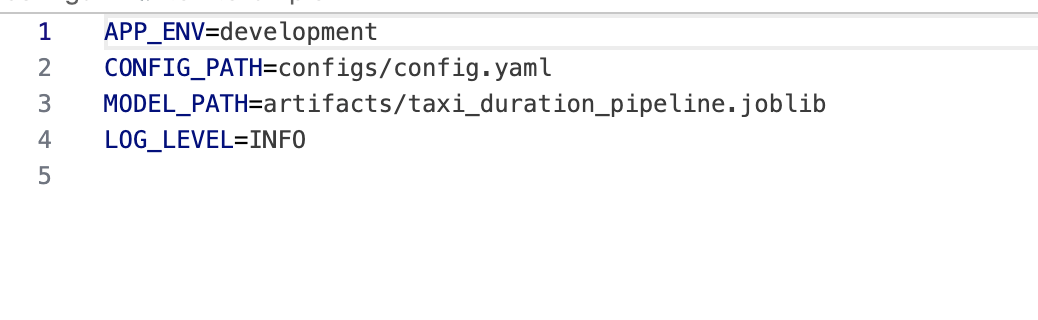 1 APP_ENV=development
2 CONFIG_PATH=configs/config.yaml
3 MODEL_PATH=artifacts/taxi_duration_pipeline.joblib
4 LOG_LEVEL=INFO
5